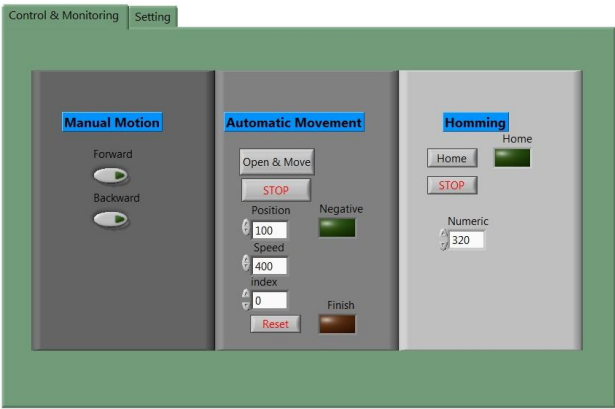 Control & Monitoring
Setting
Manual Motion
Forward
Backward
Automatic Movement
Open & Move
STOP
Position
100
Negative
Speed
400
index
0
Finish
Reset
Homming
Home
Home
STOP
Numeric
320